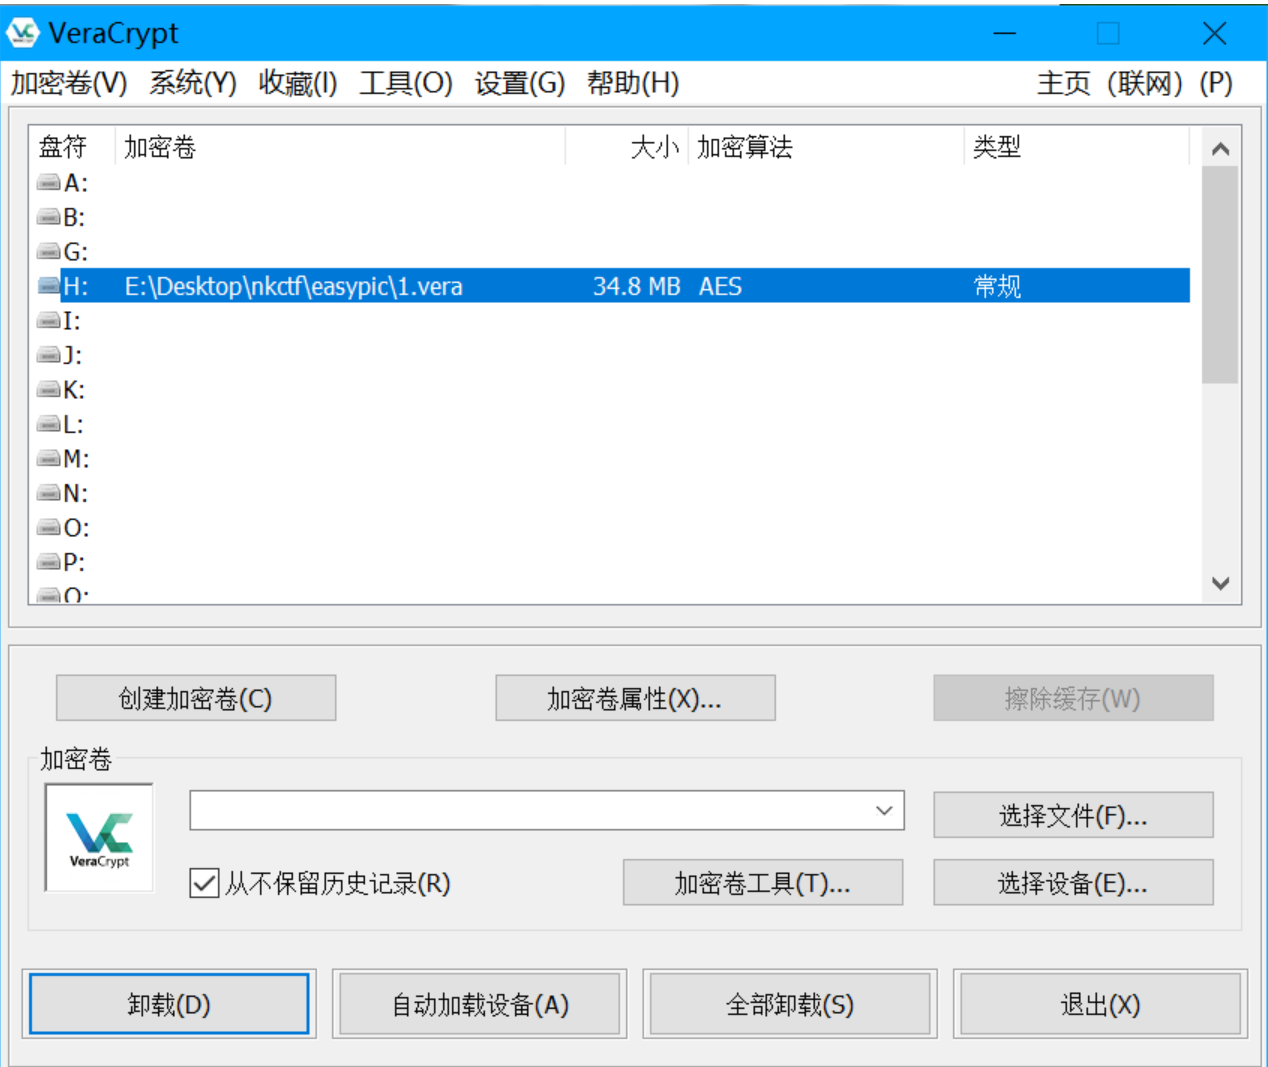 VeraCrypt
加密卷(V) 系统(Y) 收藏(I) 工具(O) 设置(G) 帮助(H) 主页（联网）(P)
盘符 加密卷 大小 加密算法 类型
A:
B:
G:
H: E:\Desktop\nkctf\easypic\1.vera 34.8 MB AES 常规
I:
J:
K:
L:
M:
N:
O:
P:
Q:
创建加密卷(C) 加密卷属性(X)... 擦除缓存(W)
加密卷
VeraCrypt
选择文件(F)...
从不保留历史记录(R) 加密卷工具(T)... 选择设备(E)...
卸载(D) 自动加载设备(A) 全部卸载(S) 退出(X)